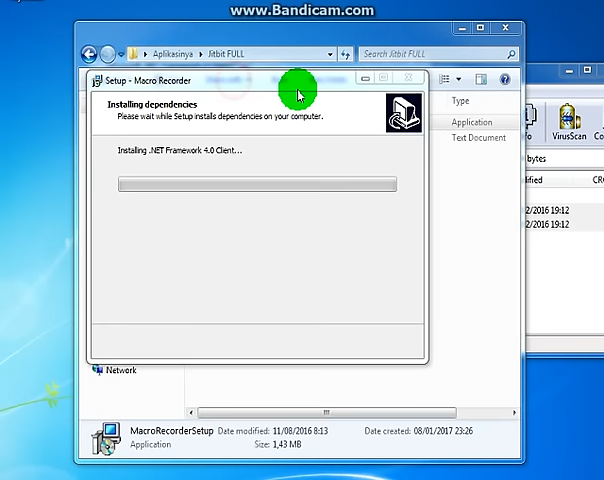 www.Bandicam.com
Aplikasinya
Jitbit FULL
Search Jitbit FULL
Setup - Macro Recorder
Installing dependencies
Please wait while Setup installs dependencies on your computer.
Installing .NET Framework 4.0 Client...
Type
Application
Text Document
VirusScan
bytes
2/2016 19:12
2/2016 19:12
Network
MacroRecorderSetup
Date modified: 11/08/2016 8:13
Date created: 08/01/2017 23:26
Application
Size: 1,43 MB